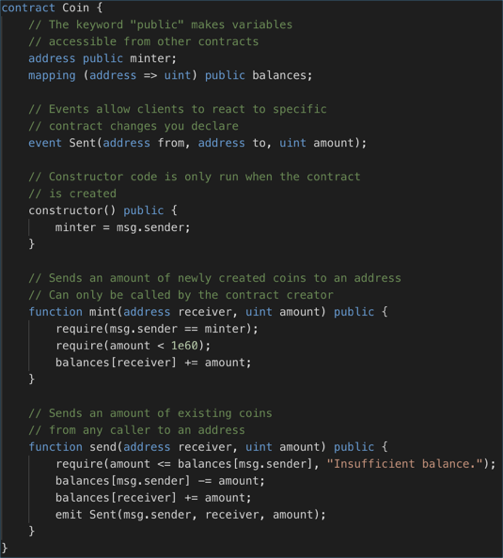 contract Coin {
// The keyword "public" makes variables
// accessible from other contracts
address public minter;
mapping (address => uint) public balances;
// Events allow clients to react to specific
// contract changes you declare
event Sent(address from, address to, uint amount);
// Constructor code is only run when the contract
// is created
constructor() public {
minter = msg.sender;
}
// Sends an amount of newly created coins to an address
// Can only be called by the contract creator
function mint(address receiver, uint amount) public {
require(msg.sender == minter);
require(amount < 1e60);
balances[receiver] += amount;
}
// Sends an amount of existing coins
// from any caller to an address
function send(address receiver, uint amount) public {
require(amount <= balances[msg.sender], "Insufficient balance.");
balances[msg.sender] -= amount;
balances[receiver] += amount;
emit Sent(msg.sender, receiver, amount);
}
}